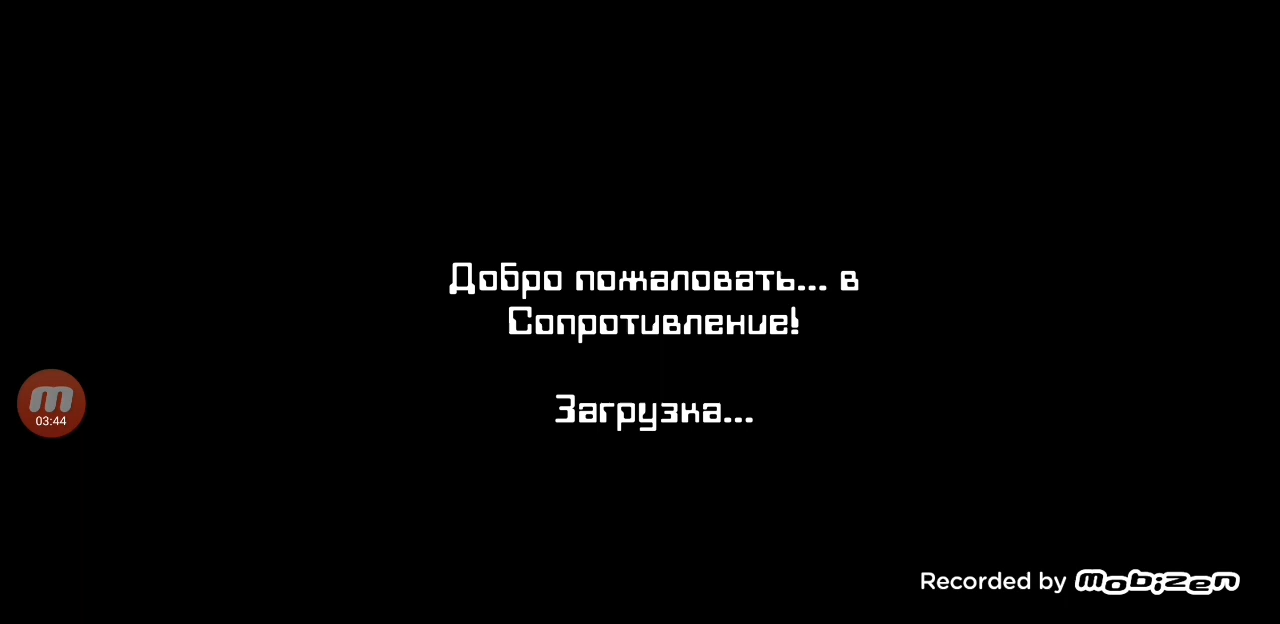 Добро пожаловать... в
Сопротивление!
Загрузка...
m
03:44
Recorded by mobizen